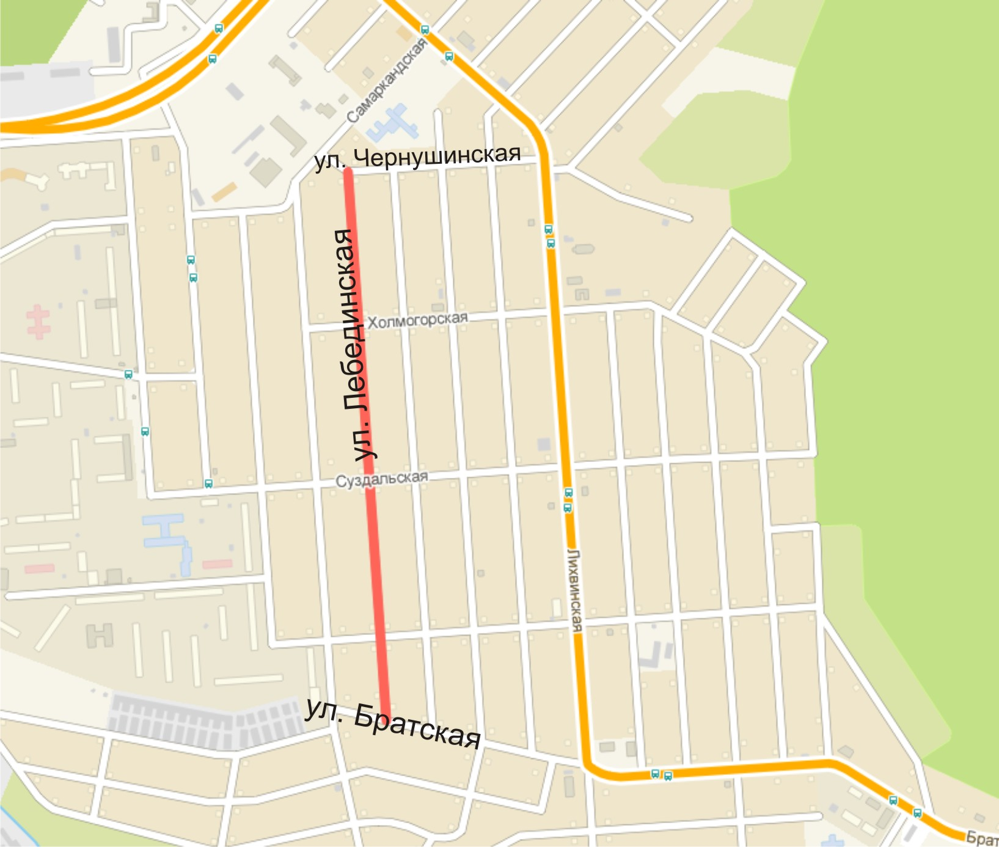 Самаркандская
ул. Чернушинская
ул. Лебединская
Холмогорская
Суздальская
Лихвинская
ул. Братская
Брат